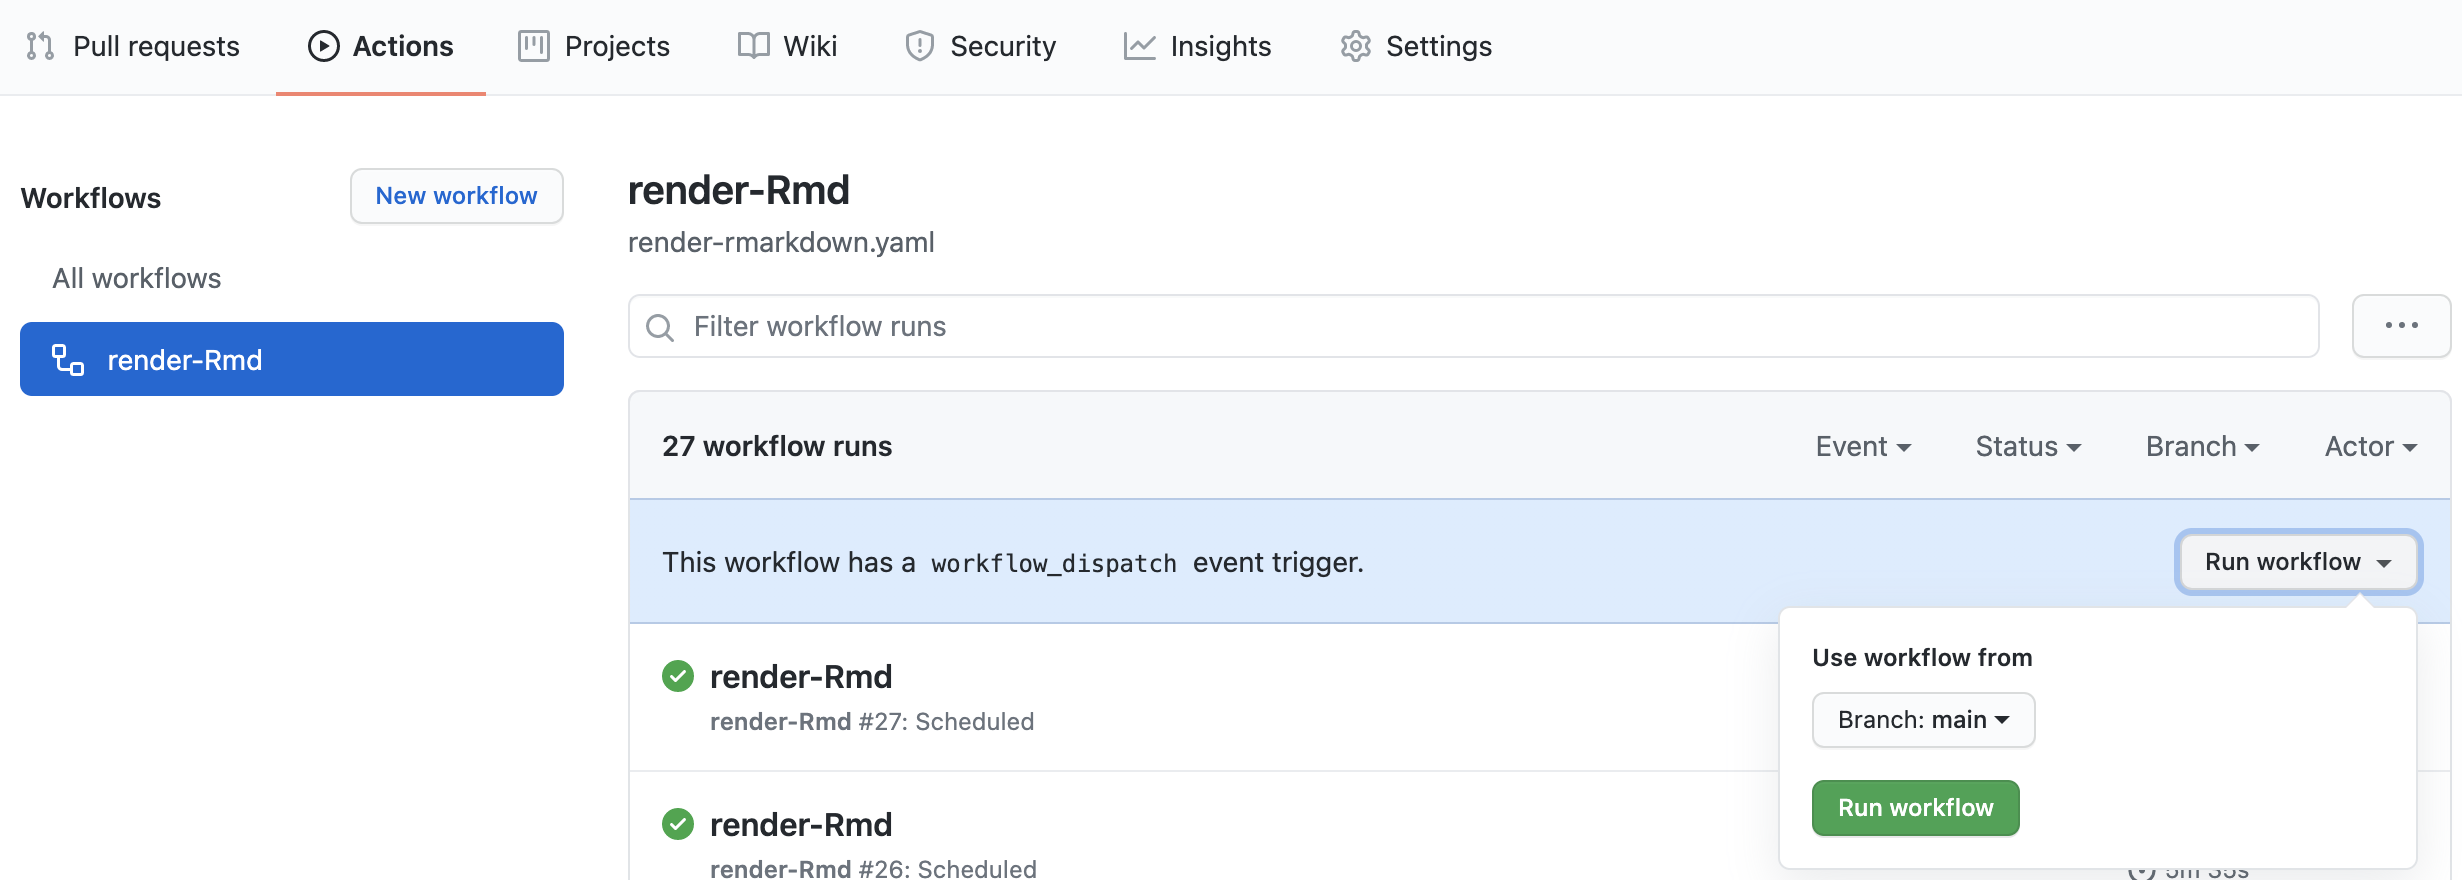 Pull requests Actions Projects Wiki Security Insights Settings
Workflows
New workflow
All workflows
render-Rmd
render-Rmd
render-rmarkdown.yaml
Filter workflow runs
27 workflow runs
Event Status Branch Actor
This workflow has a workflow_dispatch event trigger.
Run workflow
Use workflow from
Branch: main
Run workflow
render-Rmd
render-Rmd #27: Scheduled
render-Rmd
render-Rmd #26: Scheduled
5m 35s